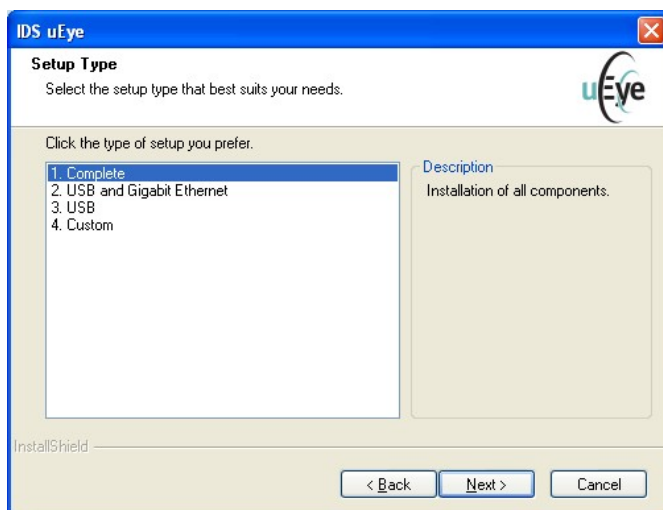 IDS uEye
Setup Type
Select the setup type that best suits your needs.
uEye
Click the type of setup you prefer.
1. Complete
2. USB and Gigabit Ethernet
3. USB
4. Custom
Description
Installation of all components.
InstallShield
< Back
Next >
Cancel